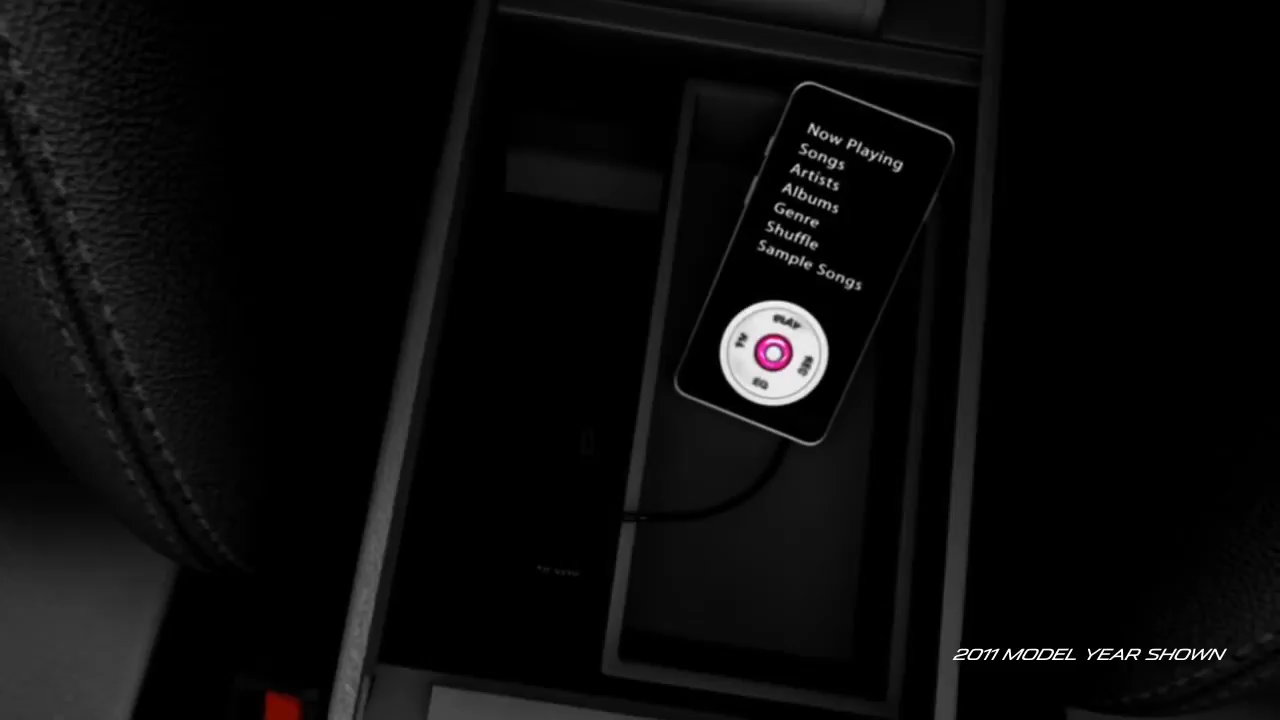 Now Playing
Songs
Artists
Albums
Genre
Shuffle
Sample Songs
PLAY
EQ
2011 MODEL YEAR SHOWN